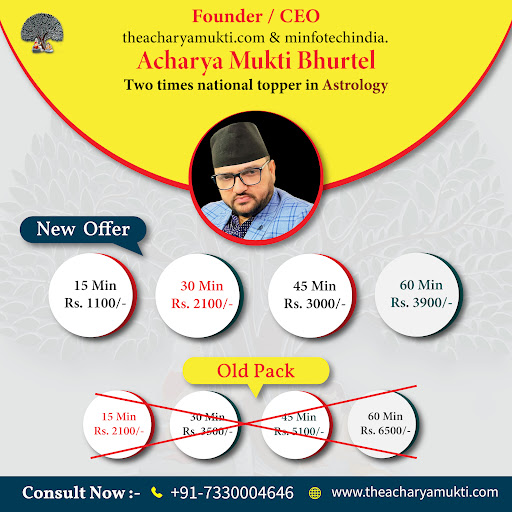 Founder / CEO
theacharyamukti.com & minfotechindia.
Acharya Mukti Bhurtel
Two times national topper in Astrology
New Offer
15 Min
Rs. 1100/-
30 Min
Rs. 2100/-
45 Min
Rs. 3000/-
60 Min
Rs. 3900/-
Old Pack
15 Min
Rs. 2100/-
30 Min
Rs. 3500/-
45 Min
Rs. 5100/-
60 Min
Rs. 6500/-
Consult Now :- +91-7330004646 www.theacharyamukti.com